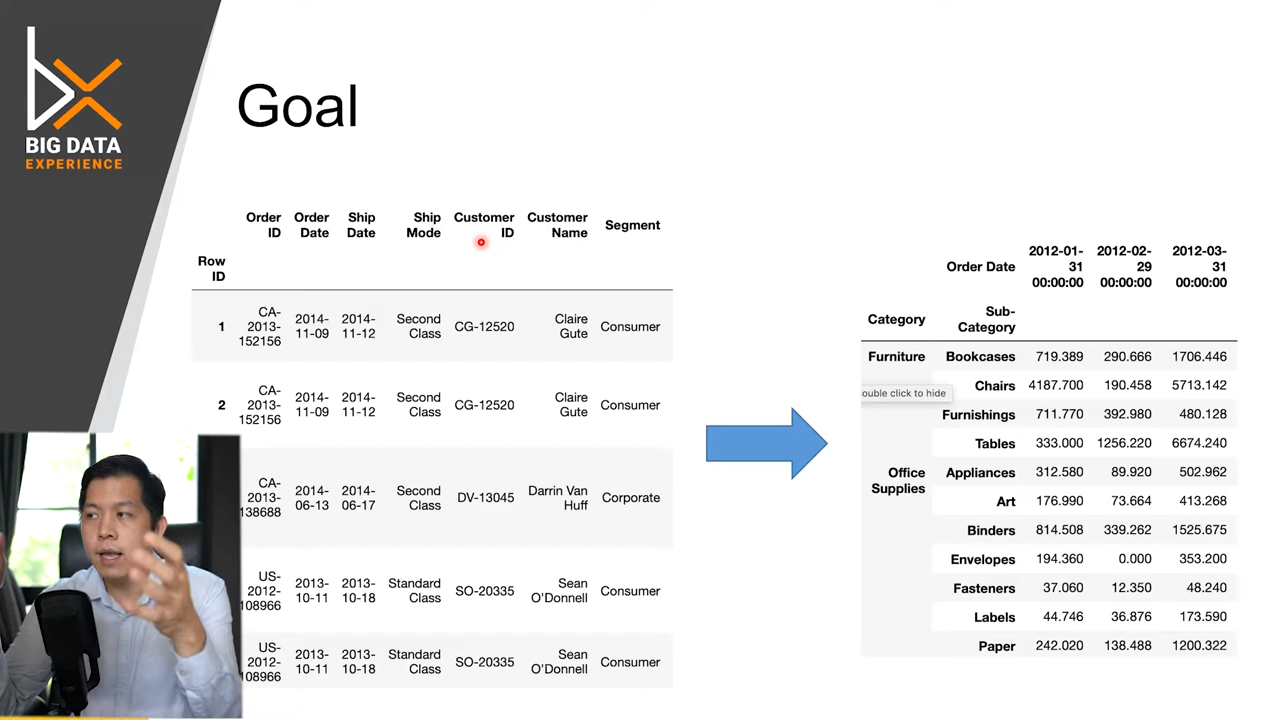 BIG DATA
EXPERIENCE
Goal
Order ID Order Date Ship Date Ship Mode Customer ID Customer Name Segment
Row ID
1 CA-2013-152156 2014-11-09 2014-11-12 Second Class CG-12520 Claire Gute Consumer
2 CA-2013-152156 2014-11-09 2014-11-12 Second Class CG-12520 Claire Gute Consumer
CA-2013-138688 2014-06-13 2014-06-17 Second Class DV-13045 Darrin Van Huff Corporate
US-2012-108966 2013-10-11 2013-10-18 Standard Class SO-20335 Sean O'Donnell Consumer
US-2012-108966 2013-10-11 2013-10-18 Standard Class SO-20335 Sean O'Donnell Consumer
Order Date 2012-01-31 00:00:00 2012-02-29 00:00:00 2012-03-31 00:00:00
Category Sub-Category
Furniture Bookcases 719.389 290.666 1706.446
Chairs 4187.700 190.458 5713.142
ouble click to hide
Furnishings 711.770 392.980 480.128
Tables 333.000 1256.220 6674.240
Office Supplies Appliances 312.580 89.920 502.962
Art 176.990 73.664 413.268
Binders 814.508 339.262 1525.675
Envelopes 194.360 0.000 353.200
Fasteners 37.060 12.350 48.240
Labels 44.746 36.876 173.590
Paper 242.020 138.488 1200.322